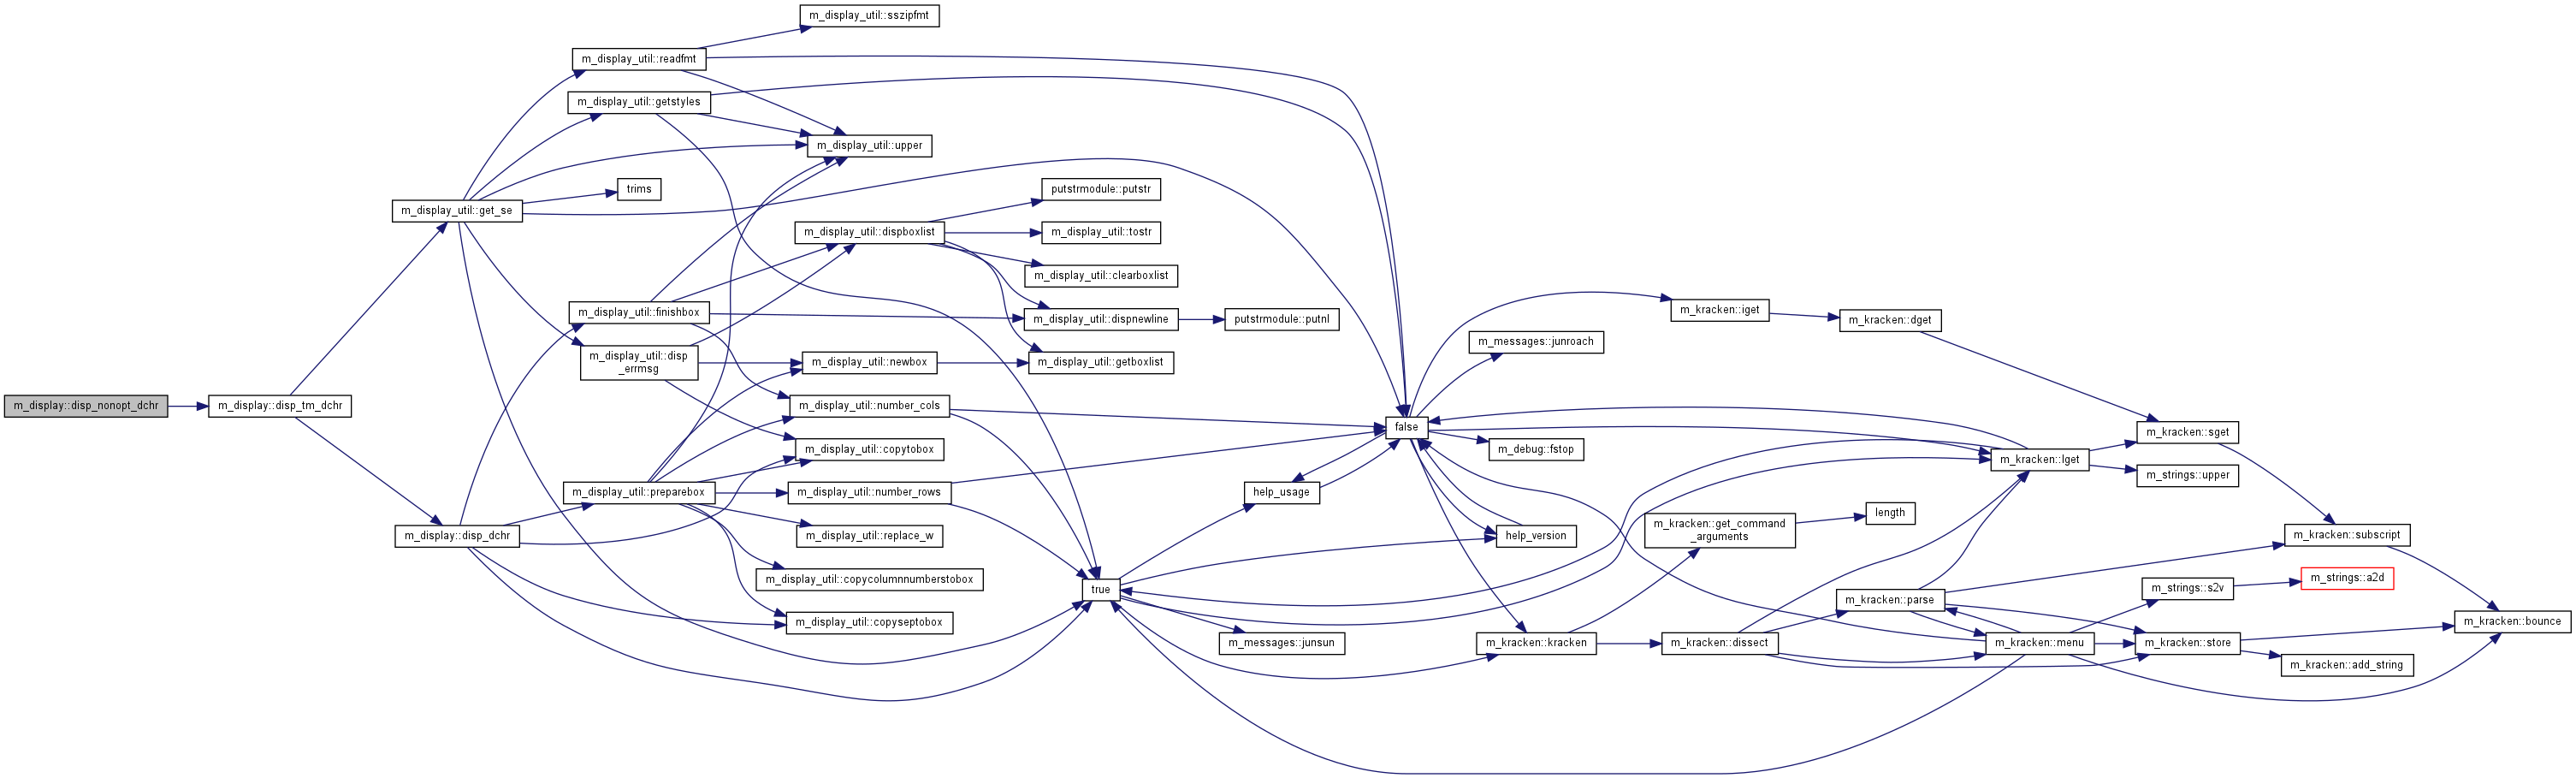 m_display::disp_nonopt_dchr
m_display::disp_tm_dchr
m_display_util::get_se
m_display::disp_dchr
m_display_util::readfmt
m_display_util::getstyles
trims
m_display_util::finishbox
m_display_util::disp
_errmsg
m_display_util::preparebox
m_display_util::sszipfmt
m_display_util::upper
m_display_util::dispboxlist
m_display_util::newbox
m_display_util::number_cols
m_display_util::copytobox
m_display_util::number_rows
m_display_util::replace_w
m_display_util::copycolumnnumberstobox
m_display_util::copyseptobox
putstrmodule::putstr
m_display_util::tostr
m_display_util::clearboxlist
m_display_util::dispnewline
m_display_util::getboxlist
true
putstrmodule::putnl
help_usage
m_messages::junsun
false
m_messages::junroach
m_debug::fstop
help_version
m_kracken::kracken
m_kracken::iget
m_kracken::get_command
_arguments
m_kracken::dissect
m_kracken::dget
length
m_kracken::parse
m_kracken::lget
m_kracken::menu
m_kracken::sget
m_strings::upper
m_strings::s2v
m_kracken::store
m_kracken::subscript
m_strings::a2d
m_kracken::add_string
m_kracken::bounce